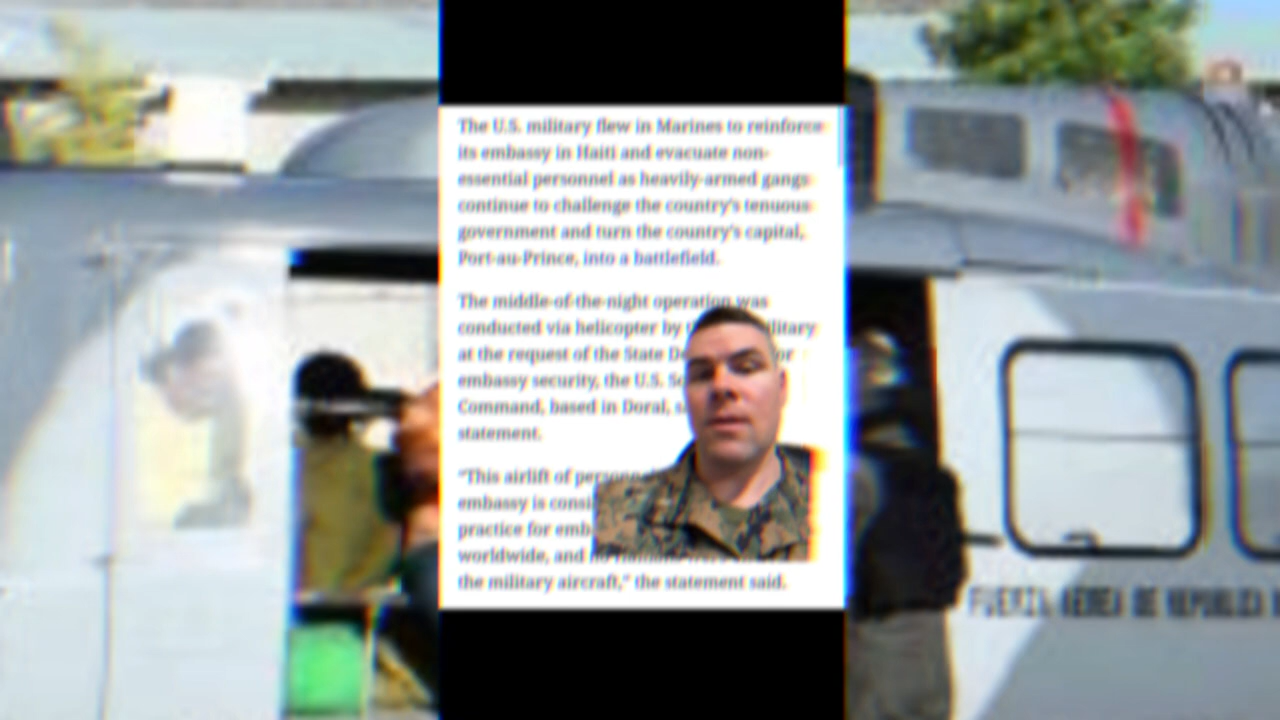 The U.S. military flew in Marines to reinforce
its embassy in Haiti and evacuate non-
essential personnel as heavily-armed gangs
continue to challenge the country's tenuous
government and turn the country's capital,
Port-au-Prince, into a battlefield.
The middle-of-the-night operation was
conducted via helicopter by
at the request of the State
embassy security, the U.S.
Command, based in Doral,
statement.
"This airlift of
embassy is
practice for
worldwide, and no
the military aircraft," the statement said.
DE REPUBLICA